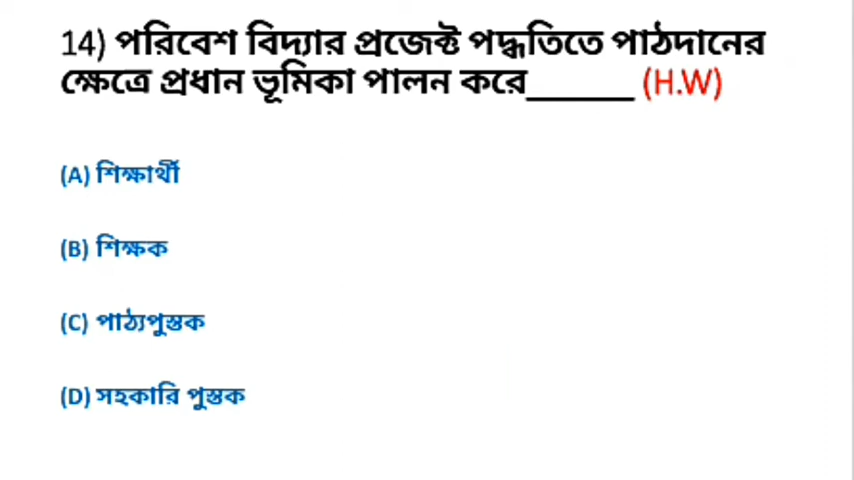 14) পরিবেশ বিদ্যার প্রজেক্ট পদ্ধতিতে পাঠদানের
ক্ষেত্রে প্রধান ভূমিকা পালন করে______ (H.W)
(A) শিক্ষার্থী
(B) শিক্ষক
(C) পাঠ্যপুস্তক
(D) সহকারি পুস্তক